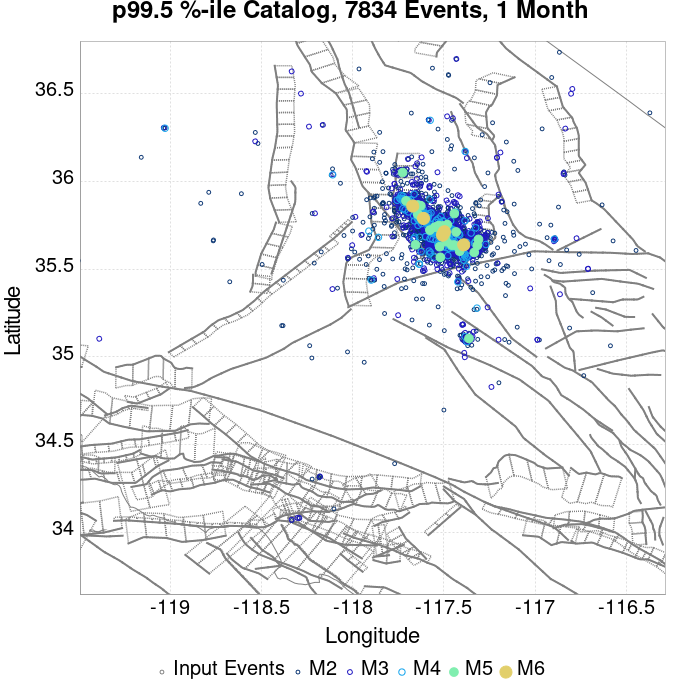 p99.5 %-ile Catalog, 7834 Events, 1 Month
36.5
36
35.5
35
34.5
34
Latitude
-119 -118.5 -118 -117.5 -117 -116.5
Longitude
Input Events M2 M3 M4 M5 M6